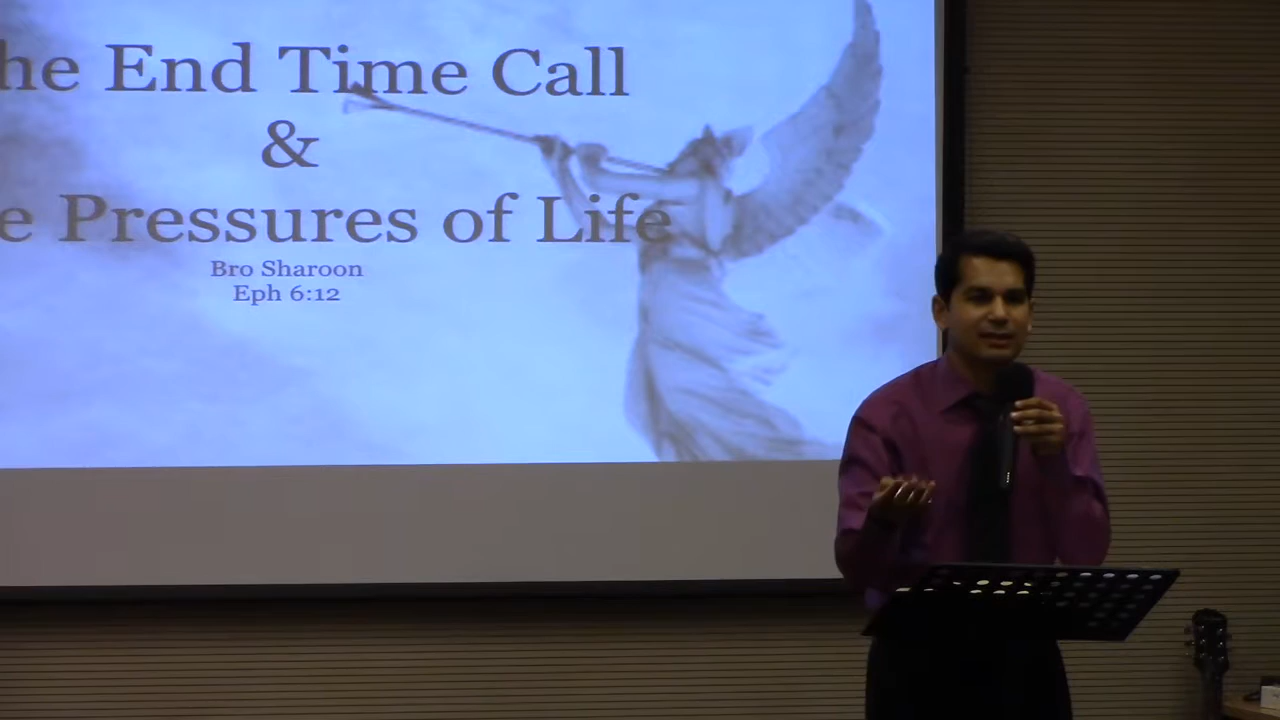 he End Time Call
&
e Pressures of Life
Bro Sharoon
Eph 6:12